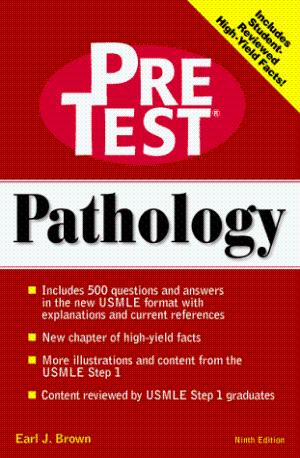 Includes
Student-
Reviewed
High-Yield Facts!
PRE
TEST®
Pathology
Includes 500 questions and answers
in the new USMLE format with
explanations and current references
New chapter of high-yield facts
More illustrations and content from the
USMLE Step 1
Content reviewed by USMLE Step 1 graduates
Earl J. Brown
Ninth Edition